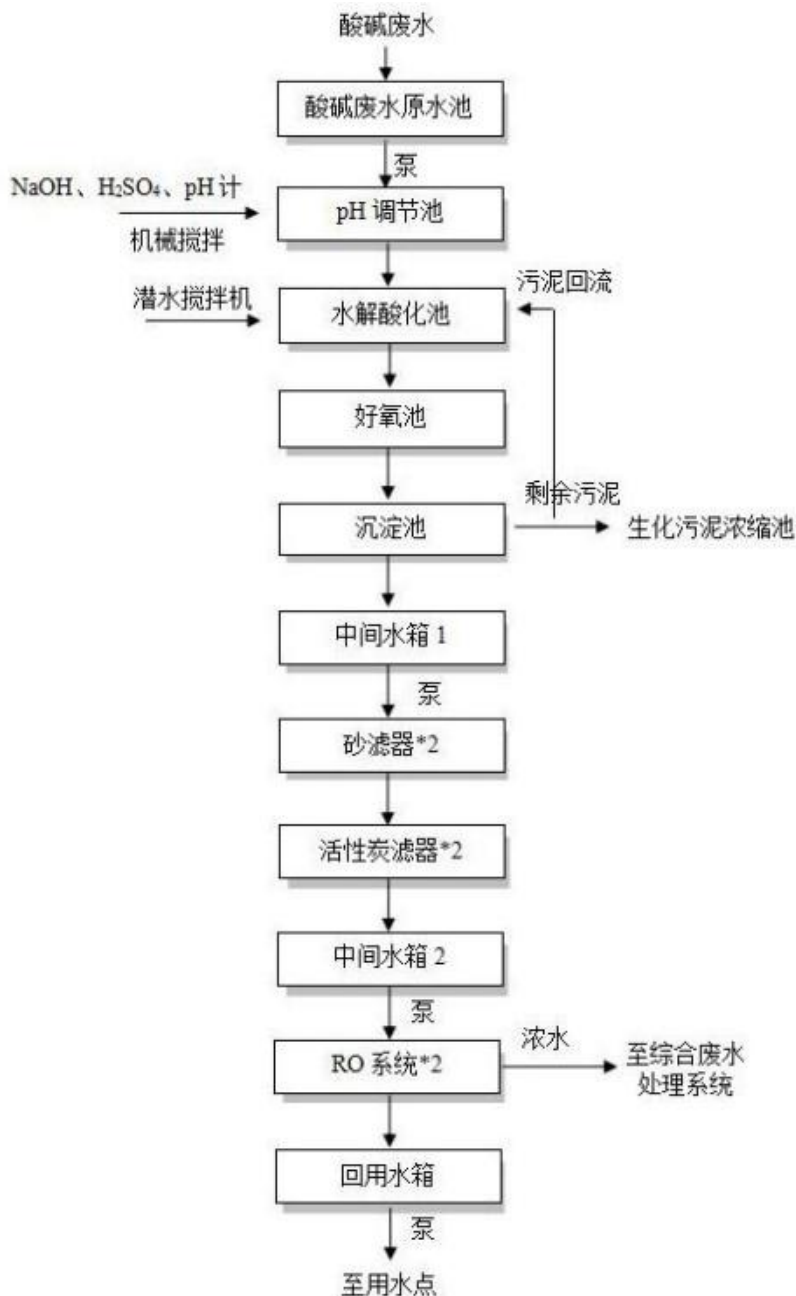 酸碱废水
酸碱废水原水池
泵
NaOH、H₂SO₄、pH 计
pH 调节池
机械搅拌
污泥回流
潜水搅拌机
水解酸化池
好氧池
剩余污泥
沉淀池
生化污泥浓缩池
中间水箱 1
泵
砂滤器*2
活性炭滤器*2
中间水箱 2
泵
浓水
RO 系统*2
至综合废水
处理系统
回用水箱
泵
至用水点